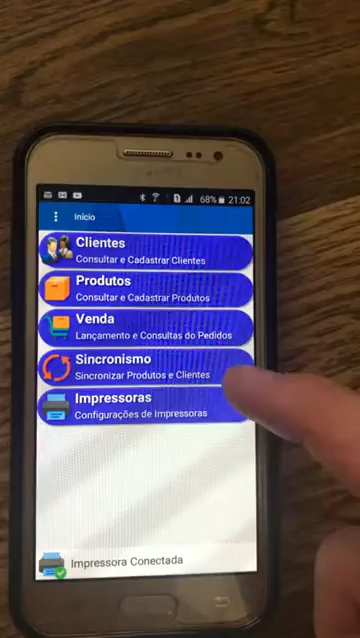 68% 21:02
Início
Clientes
Consultar e Cadastrar Clientes
Produtos
Consultar e Cadastrar Produtos
Venda
Lançamento e Consultas do Pedidos
Sincronismo
Sincronizar Produtos e Clientes
Impressoras
Configurações de Impressoras
Impressora Conectada